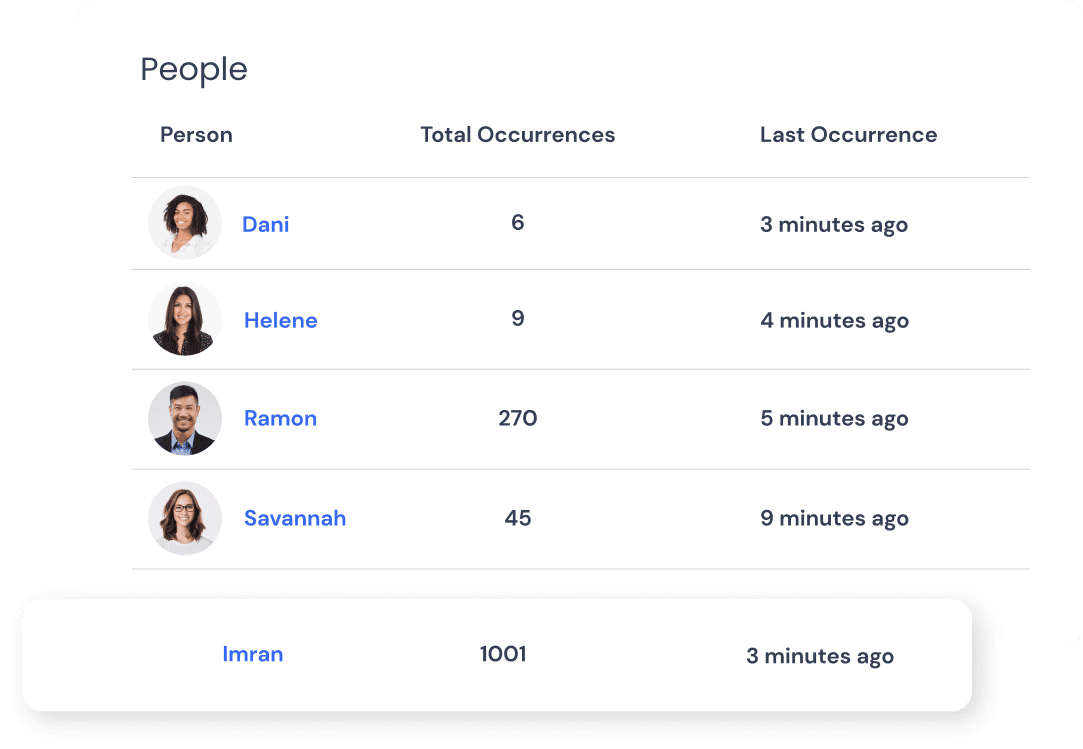 People
Person Total Occurrences Last Occurrence
Dani 6 3 minutes ago
Helene 9 4 minutes ago
Ramon 270 5 minutes ago
Savannah 45 9 minutes ago
Imran 1001 3 minutes ago